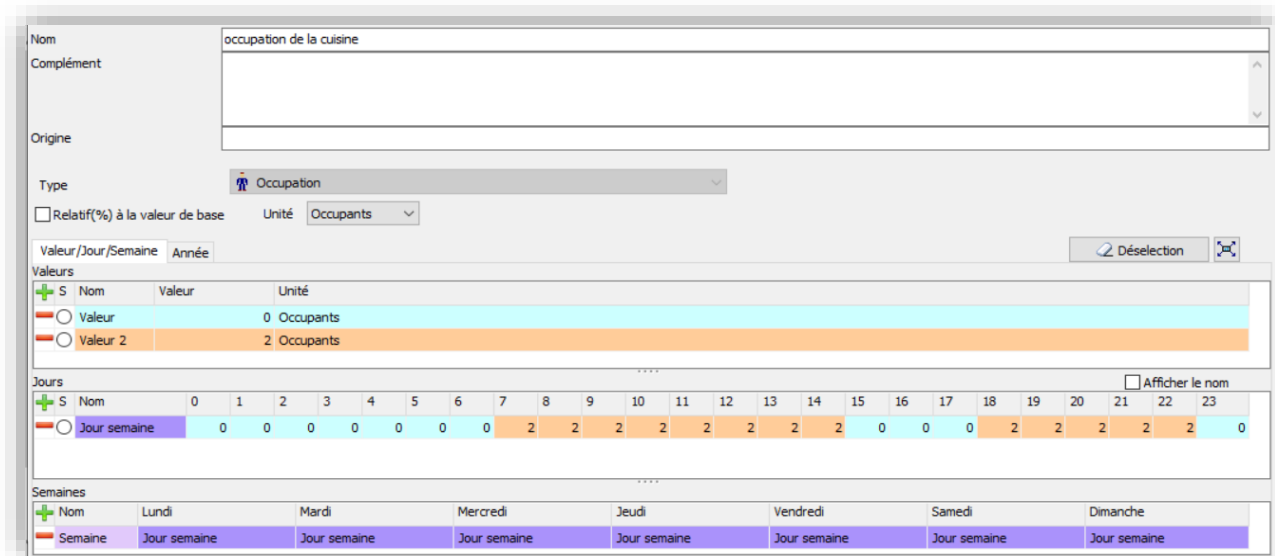 Nom occupation de la cuisine
Complément
Origine
Type Occupation
Relatif(%) à la valeur de base Unité Occupants
Valeur/Jour/Semaine Année Déselection
Valeurs
S Nom Valeur Unité
Valeur 0 Occupants
Valeur 2 2 Occupants
Jours Afficher le nom
S Nom 0 1 2 3 4 5 6 7 8 9 10 11 12 13 14 15 16 17 18 19 20 21 22 23
Jour semaine 0 0 0 0 0 0 0 2 2 2 2 2 2 2 2 0 0 0 2 2 2 2 2 0
Semaines
Nom Lundi Mardi Mercredi Jeudi Vendredi Samedi Dimanche
Semaine Jour semaine Jour semaine Jour semaine Jour semaine Jour semaine Jour semaine Jour semaine